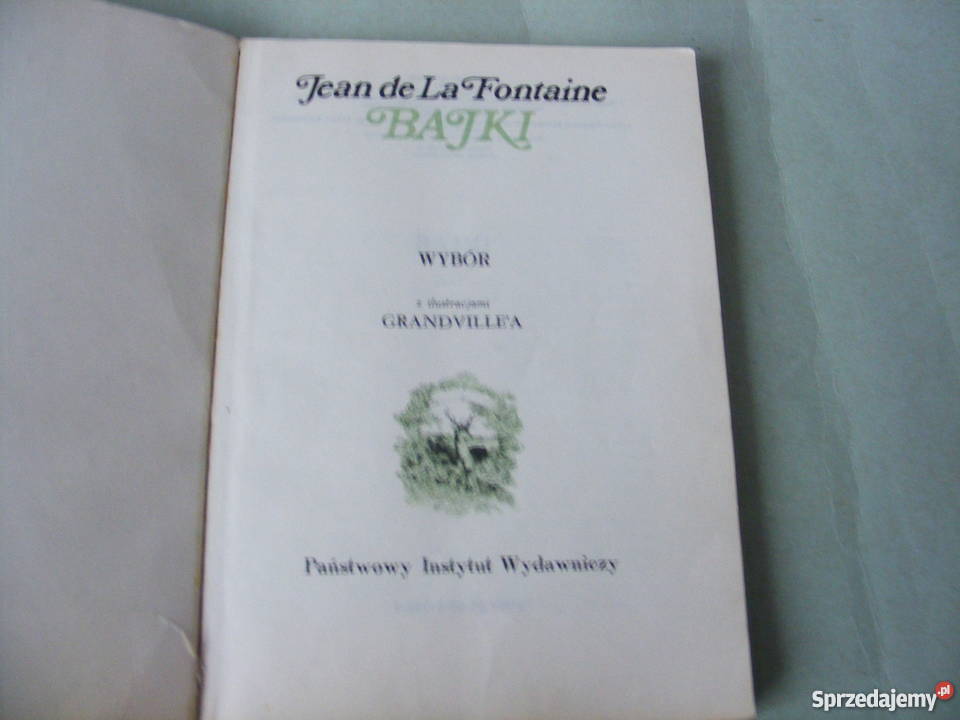 Jean de La Fontaine
BAJKI
WYBÓR
z ilustracjami
GRANDVILLE'A
Państwowy Instytut Wydawniczy
Sprzedajemy.pl